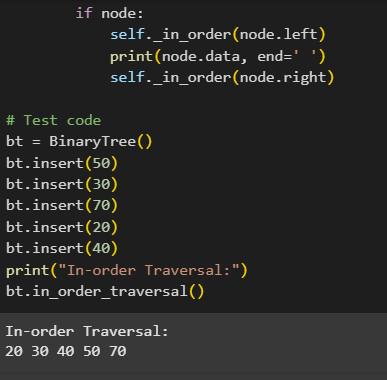 if node:
self._in_order(node.left)
print(node.data, end=' ')
self._in_order(node.right)
# Test code
bt = BinaryTree()
bt.insert(50)
bt.insert(30)
bt.insert(70)
bt.insert(20)
bt.insert(40)
print("In-order Traversal:")
bt.in_order_traversal()
In-order Traversal:
20 30 40 50 70